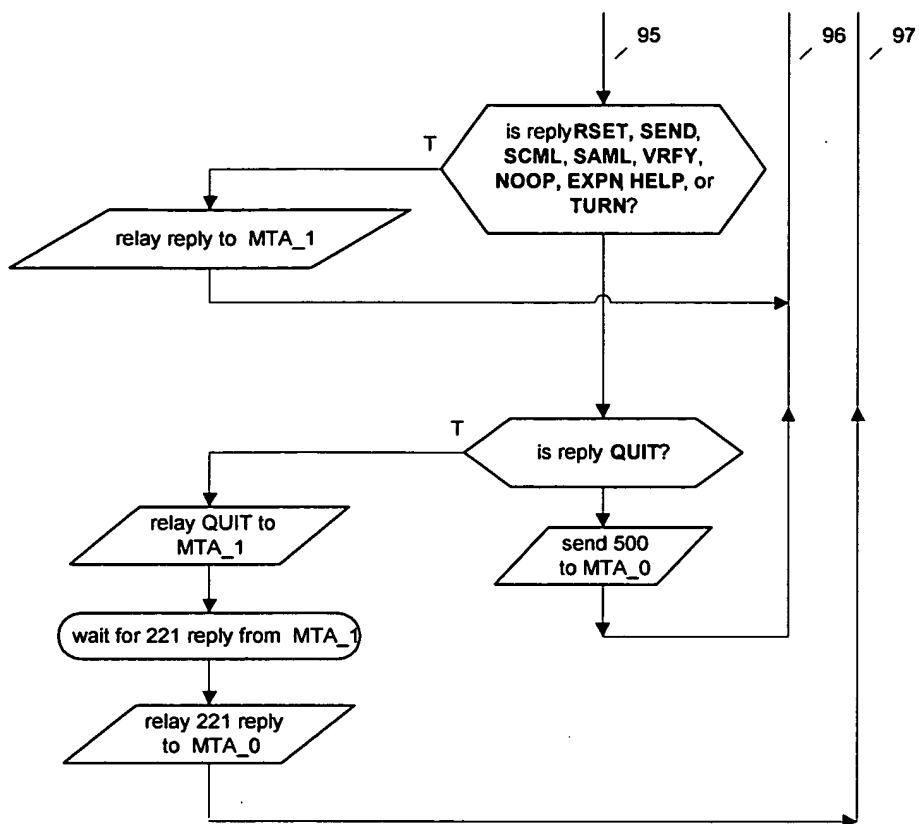 95
96
97
T
is reply RSET, SEND,
SCML, SAML, VRFY,
NOOP, EXPN, HELP, or
TURN?
relay reply to MTA_1
T
is reply QUIT?
relay QUIT to
MTA_1
send 500
to MTA_0
wait for 221 reply from MTA_1
relay 221 reply
to MTA_0